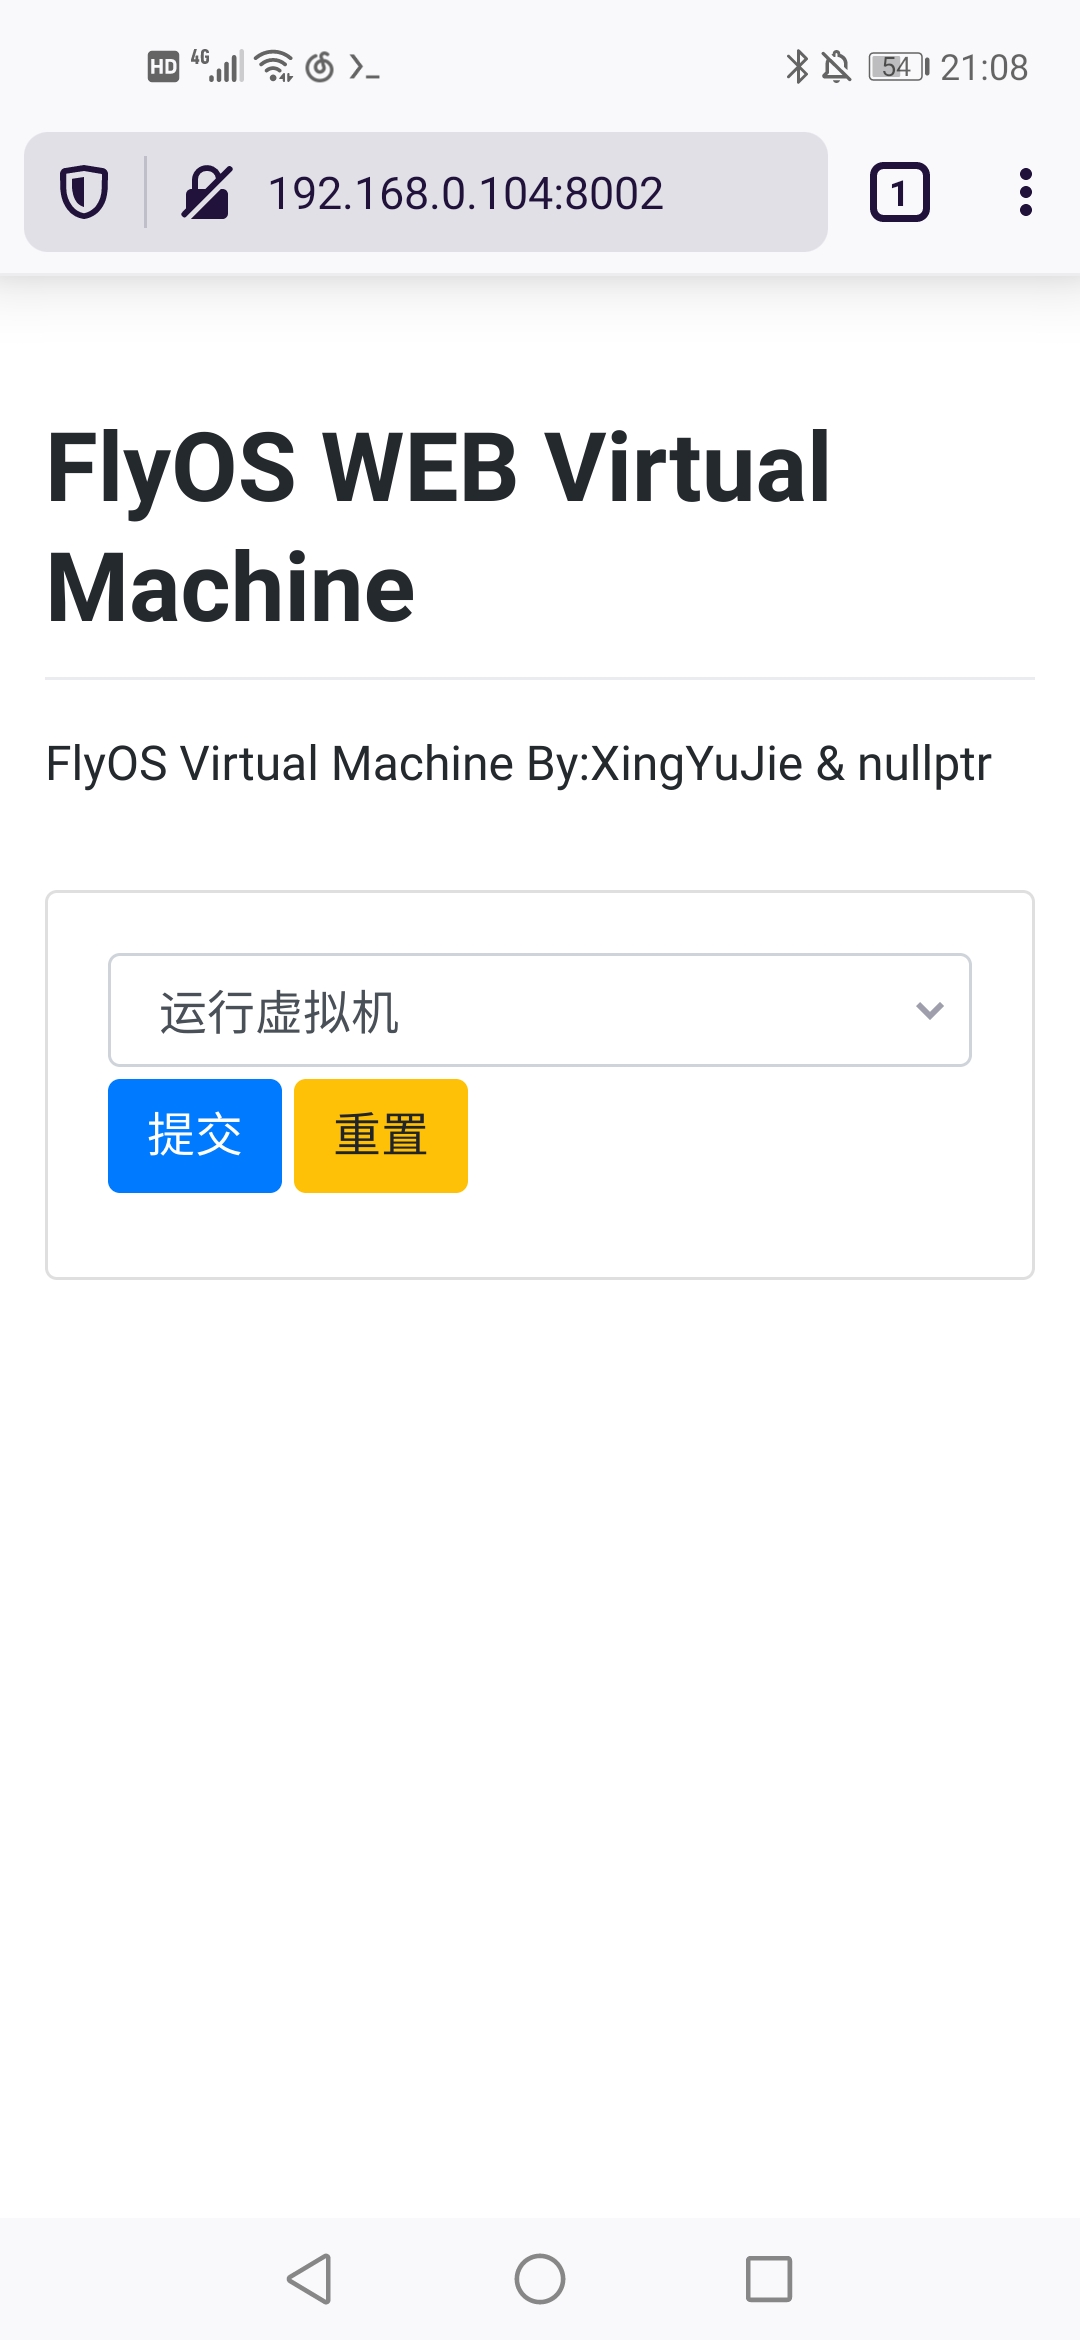 HD 4G 54 21:08
192.168.0.104:8002 1
FlyOS WEB Virtual
Machine
FlyOS Virtual Machine By:XingYuJie & nullptr
运行虚拟机
提交 重置